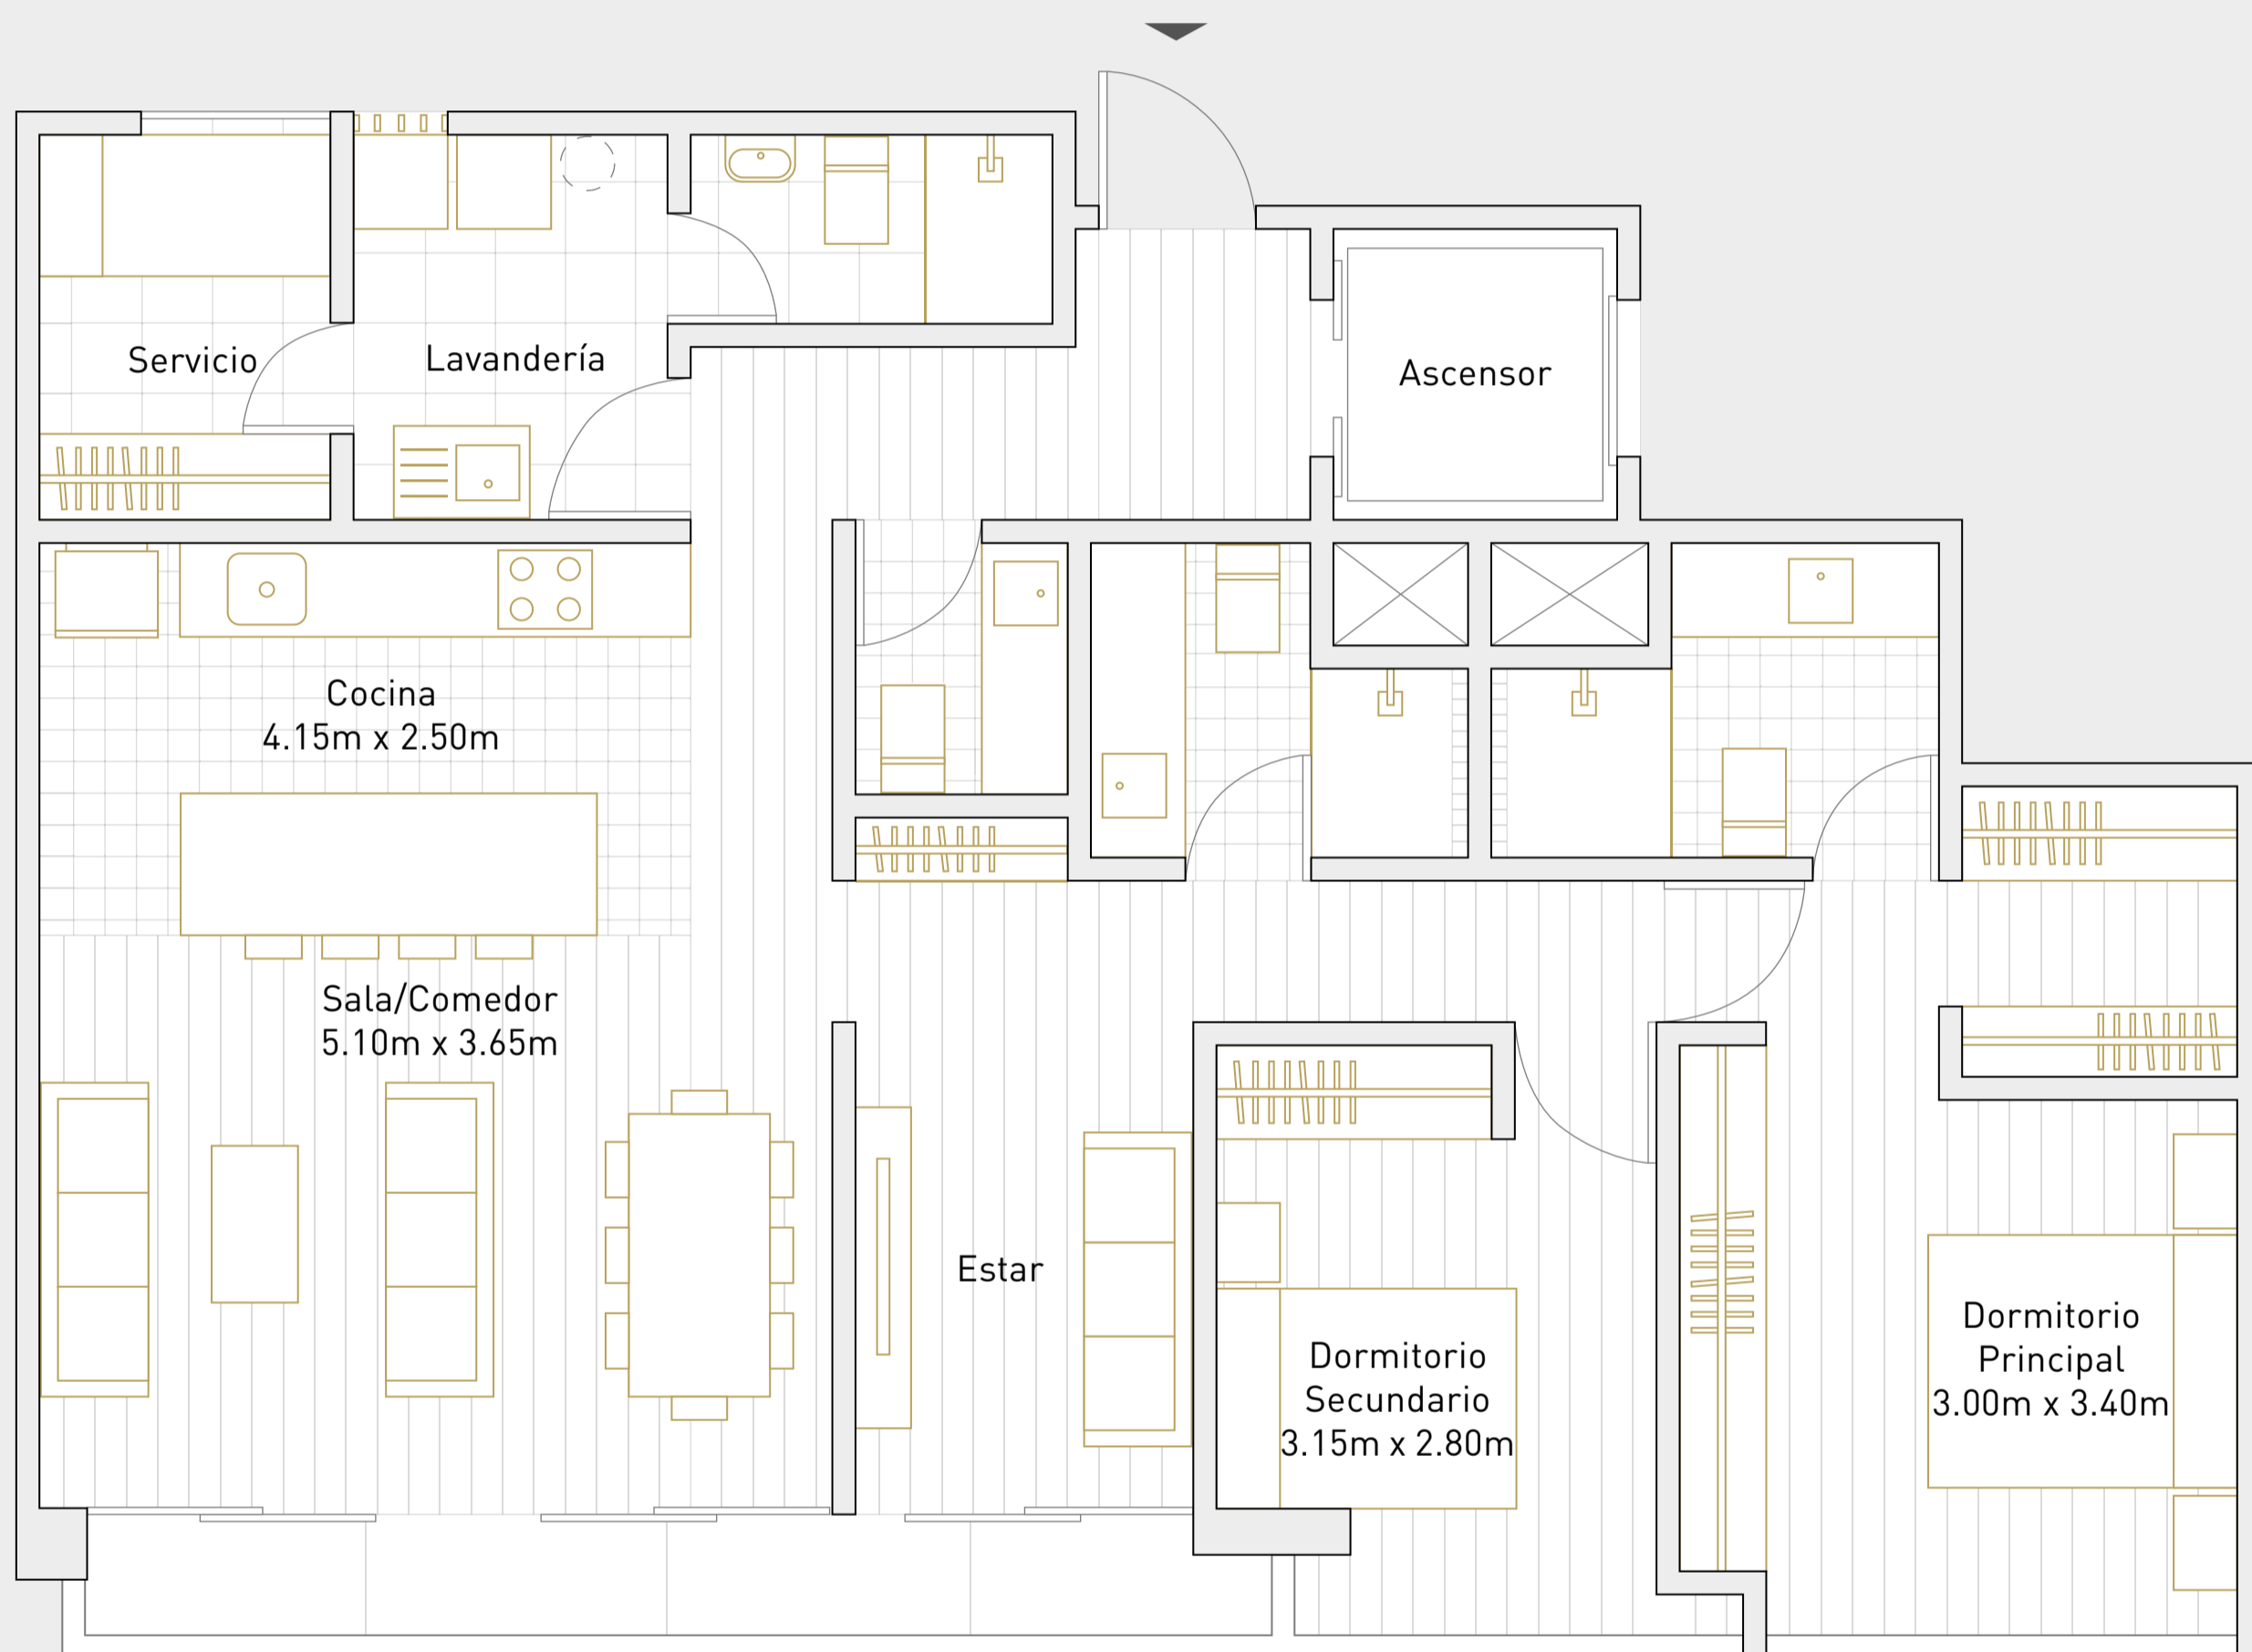 Servicio
Lavandería
Ascensor
Cocina
4.15m x 2.50m
Sala/Comedor
5.10m x 3.65m
Estar
Dormitorio
Secundario
3.15m x 2.80m
Dormitorio
Principal
3.00m x 3.40m